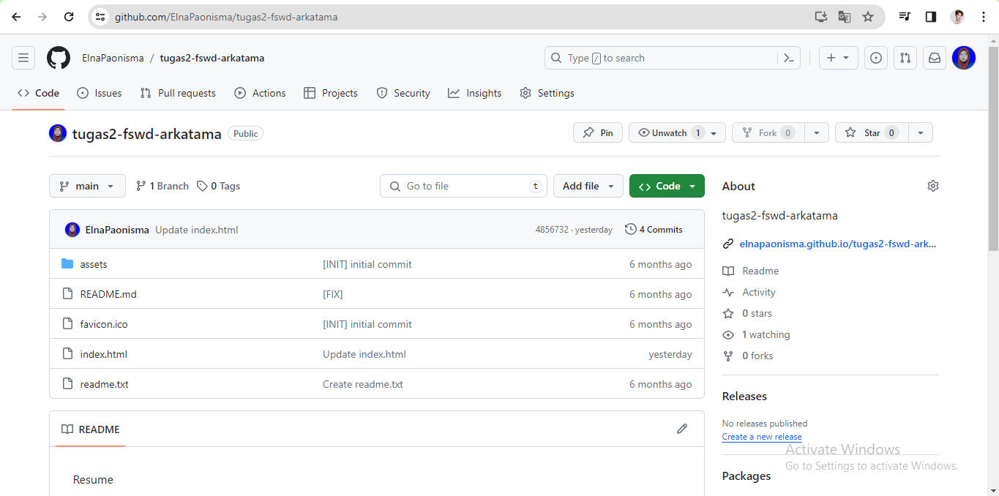 github.com/ElnaPaonisma/tugas2-fswd-arkatama
ElnaPaonisma / tugas2-fswd-arkatama
Type / to search
Code Issues Pull requests Actions Projects Security Insights Settings
tugas2-fswd-arkatama Public
Pin Unwatch 1 Fork 0 Star 0
main 1 Branch 0 Tags Go to file t Add file Code
ElnaPaonisma Update index.html 4856732 · yesterday 4 Commits
assets [INIT] initial commit 6 months ago
README.md [FIX] 6 months ago
favicon.ico [INIT] initial commit 6 months ago
index.html Update index.html yesterday
readme.txt Create readme.txt 6 months ago
README
Resume
About
tugas2-fswd-arkatama
elnapaonisma.github.io/tugas2-fswd-ark...
Readme
Activity
0 stars
1 watching
0 forks
Releases
No releases published
Create a new release
Packages
Activate Windows
Go to Settings to activate Windows.